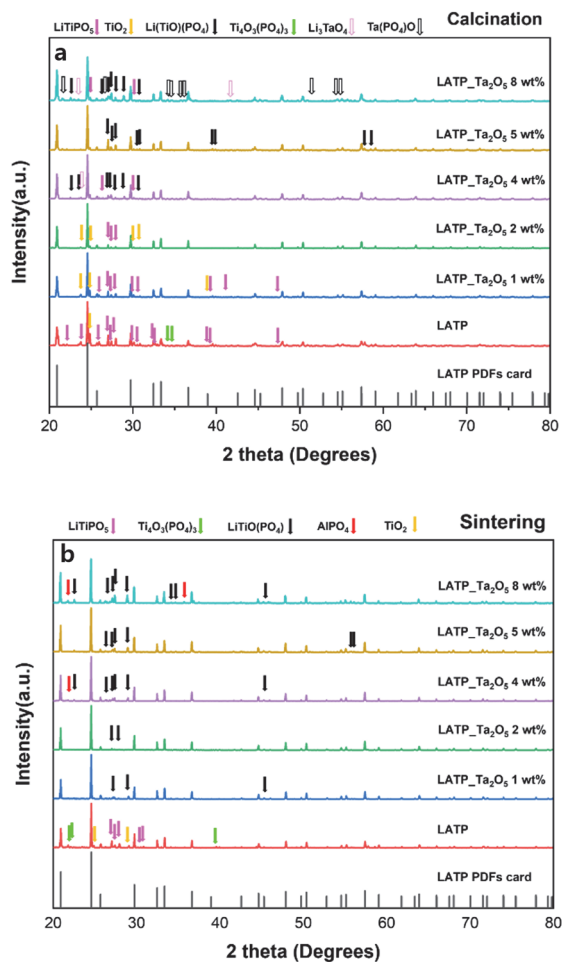 LiTiPO₅ TiO₂ Li(TiO)(PO₄) Ti₄O₃(PO₄)₃ Li₃TaO₄ Ta(PO₄)O Calcination
a
LATP_Ta₂O₅ 8 wt%
LATP_Ta₂O₅ 5 wt%
LATP_Ta₂O₅ 4 wt%
LATP_Ta₂O₅ 2 wt%
LATP_Ta₂O₅ 1 wt%
LATP
LATP PDFs card
Intensity(a.u.)
20 30 40 50 60 70 80
2 theta (Degrees)
LiTiPO₅ Ti₄O₃(PO₄)₃ LiTiO(PO₄) AlPO₄ TiO₂ Sintering
b
LATP_Ta₂O₅ 8 wt%
LATP_Ta₂O₅ 5 wt%
LATP_Ta₂O₅ 4 wt%
LATP_Ta₂O₅ 2 wt%
LATP_Ta₂O₅ 1 wt%
LATP
LATP PDFs card
Intensity(a.u.)
20 30 40 50 60 70 80
2 theta (Degrees)